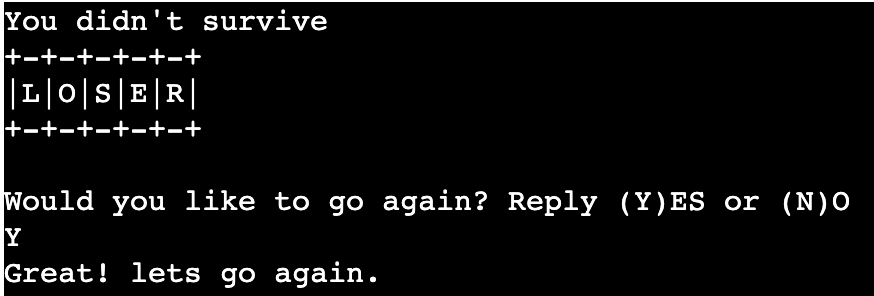 You didn't survive
+-+-+-+-+-+
|L|O|S|E|R|
+-+-+-+-+-+
Would you like to go again? Reply (Y)ES or (N)O
Y
Great! lets go again.